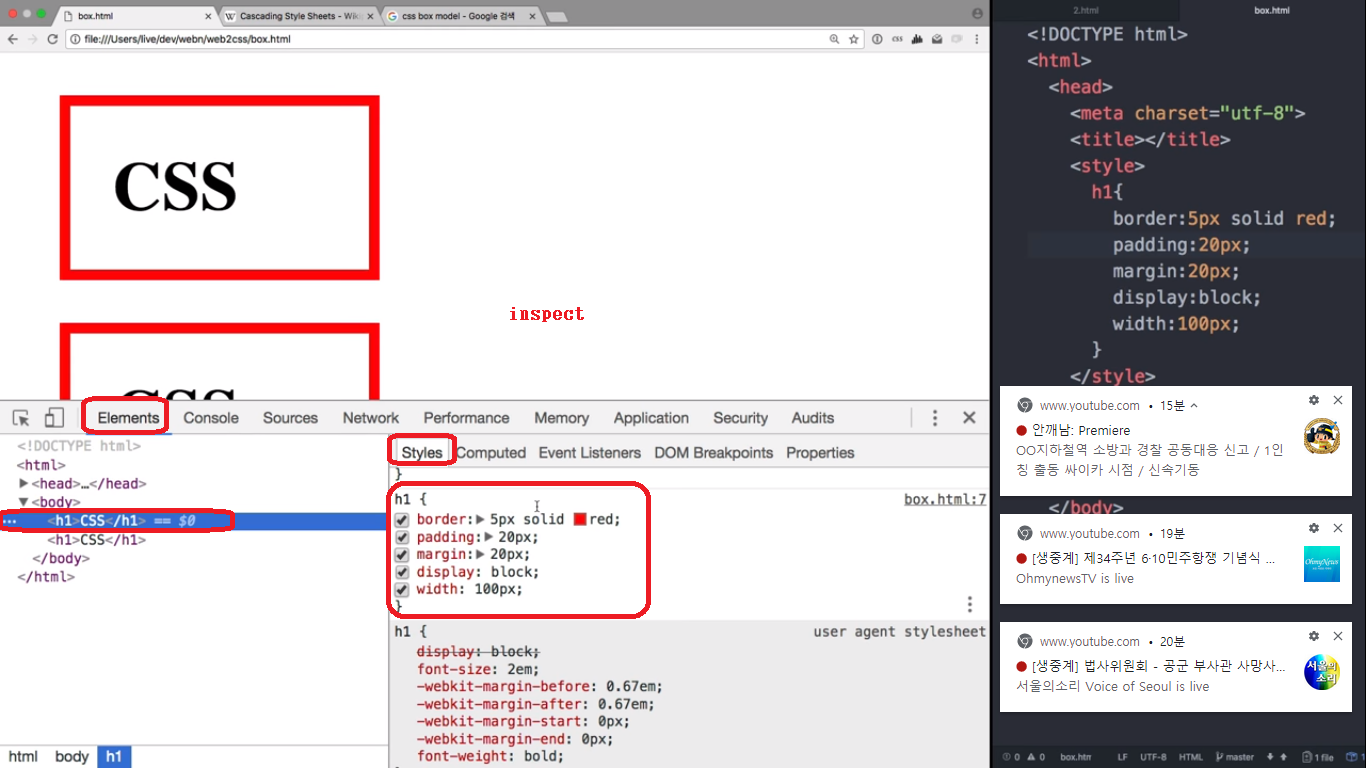 box.html
Cascading Style Sheets - Wiki
css box model - Google 검색
file:///Users/live/dev/webn/web2css/box.html
CSS
CSS
inspect
Elements Console Sources Network Performance Memory Application Security Audits
<!DOCTYPE html>
<html>
▶<head>…</head>
▼<body>
<h1>CSS</h1> == $0
<h1>CSS</h1>
</body>
</html>
html body h1
Styles Computed Event Listeners DOM Breakpoints Properties
}
h1 { box.html:7
border:▶ 5px solid red;
padding:▶ 20px;
margin:▶ 20px;
display: block;
width: 100px;
}
h1 { user agent stylesheet
display: block;
font-size: 2em;
-webkit-margin-before: 0.67em;
-webkit-margin-after: 0.67em;
-webkit-margin-start: 0px;
-webkit-margin-end: 0px;
font-weight: bold;
2.html box.html
<!DOCTYPE html>
<html>
<head>
<meta charset="utf-8">
<title></title>
<style>
h1{
border:5px solid red;
padding:20px;
margin:20px;
display:block;
width:100px;
}
</style>
www.youtube.com • 15분
안깨남: Premiere
OO지하철역 소방과 경찰 공동대응 신고 / 1인
칭 출동 싸이카 시점 / 신속기동
</body>
www.youtube.com • 19분
[생중계] 제34주년 6·10민주항쟁 기념식 ...
OhmynewsTV is live
OhmyNews
www.youtube.com • 20분
[생중계] 법사위원회 - 공군 부사관 사망사...
서울의소리 Voice of Seoul is live
서울의
소리
0 0 box.htm LF UTF-8 HTML master 1 file 1